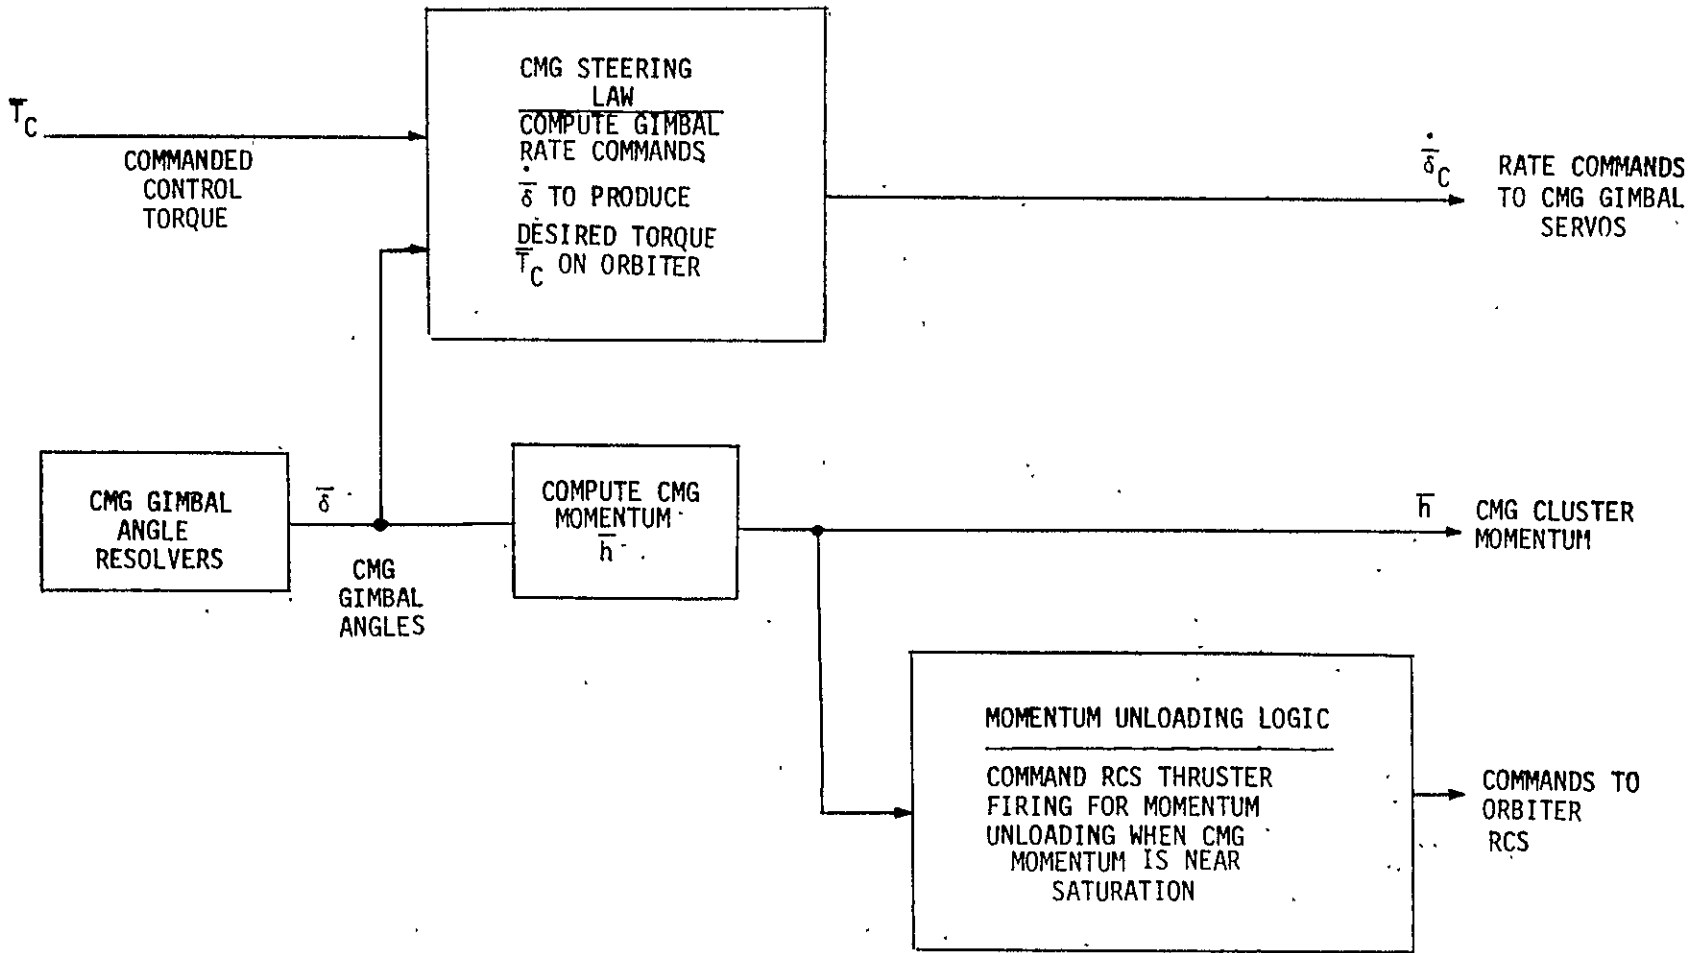 T̅_C
COMMANDED
CONTROL
TORQUE
CMG STEERING
LAW
COMPUTE GIMBAL
RATE COMMANDS
δ̅̇ TO PRODUCE
DESIRED TORQUE
T̅_C ON ORBITER
δ̅̇_C
RATE COMMANDS
TO CMG GIMBAL
SERVOS
CMG GIMBAL
ANGLE
RESOLVERS
δ̅
CMG
GIMBAL
ANGLES
COMPUTE CMG
MOMENTUM
h̅
h̅
CMG CLUSTER
MOMENTUM
MOMENTUM UNLOADING LOGIC
COMMAND RCS THRUSTER
FIRING FOR MOMENTUM
UNLOADING WHEN CMG
MOMENTUM IS NEAR
SATURATION
COMMANDS TO
ORBITER
RCS